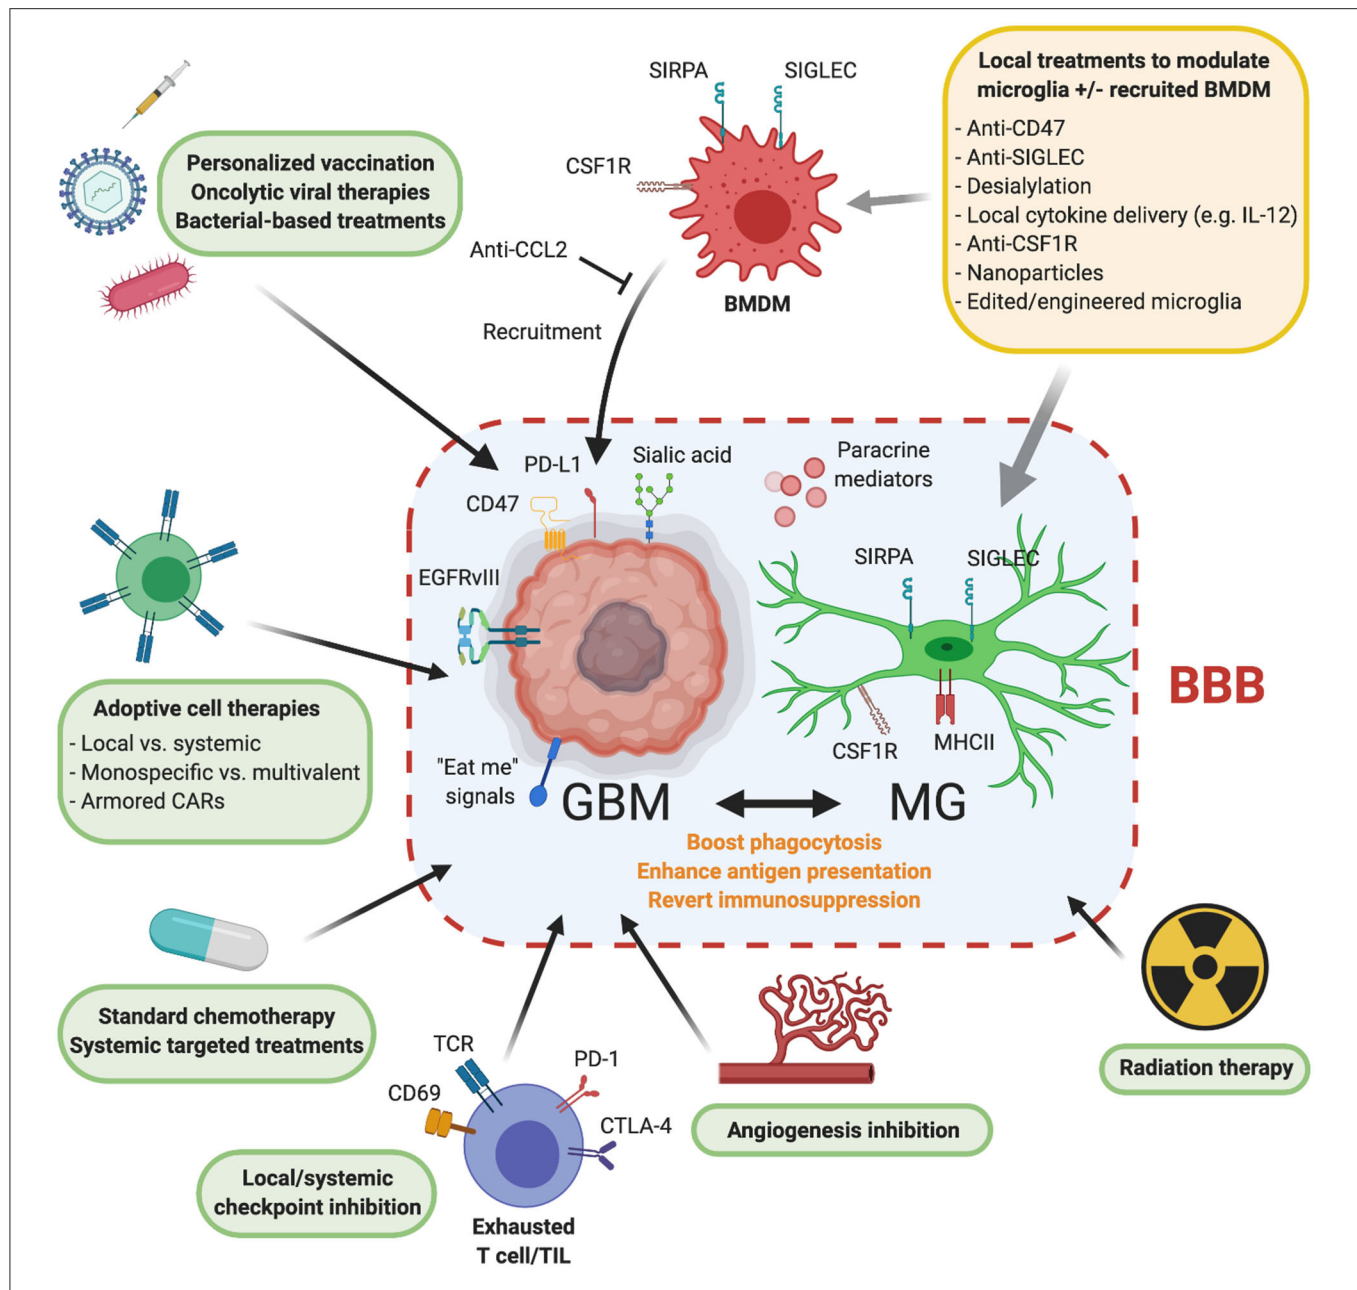 SIRPA
SIGLEC
CSF1R
BMDM
Local treatments to modulate
microglia +/- recruited BMDM
- Anti-CD47
- Anti-SIGLEC
- Desialylation
- Local cytokine delivery (e.g. IL-12)
- Anti-CSF1R
- Nanoparticles
- Edited/engineered microglia
Personalized vaccination
Oncolytic viral therapies
Bacterial-based treatments
Anti-CCL2
Recruitment
PD-L1
Sialic acid
CD47
EGFRvIII
"Eat me"
signals
GBM
Paracrine
mediators
SIRPA
SIGLEC
CSF1R
MHCII
MG
BBB
Boost phagocytosis
Enhance antigen presentation
Revert immunosuppression
Adoptive cell therapies
- Local vs. systemic
- Monospecific vs. multivalent
- Armored CARs
Standard chemotherapy
Systemic targeted treatments
TCR
PD-1
CD69
CTLA-4
Local/systemic
checkpoint inhibition
Exhausted
T cell/TIL
Angiogenesis inhibition
Radiation therapy